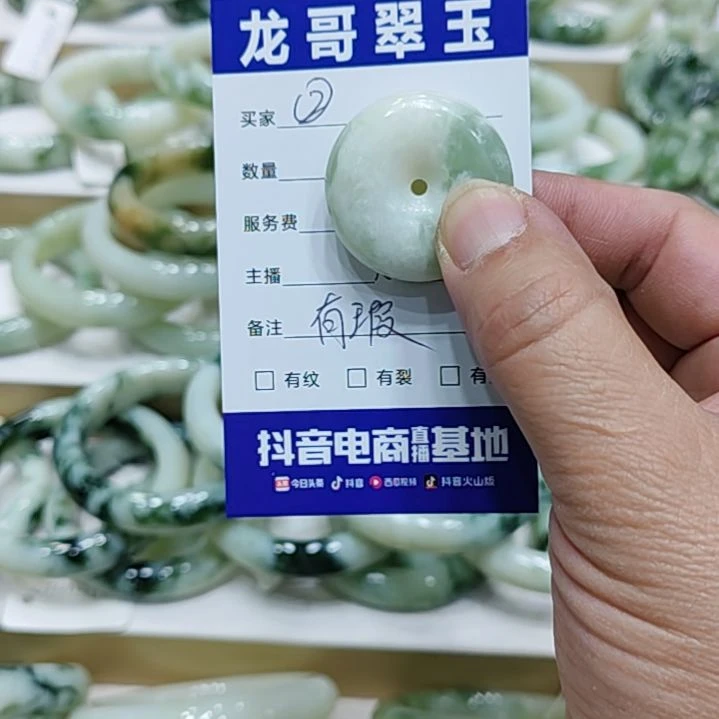 龙哥翠玉
买家 ②
数量
服务费
主播
备注 有瑕
□ 有纹 □ 有裂 □ 有
抖音电商直播基地
今日头条 抖音 西瓜视频 抖音火山版